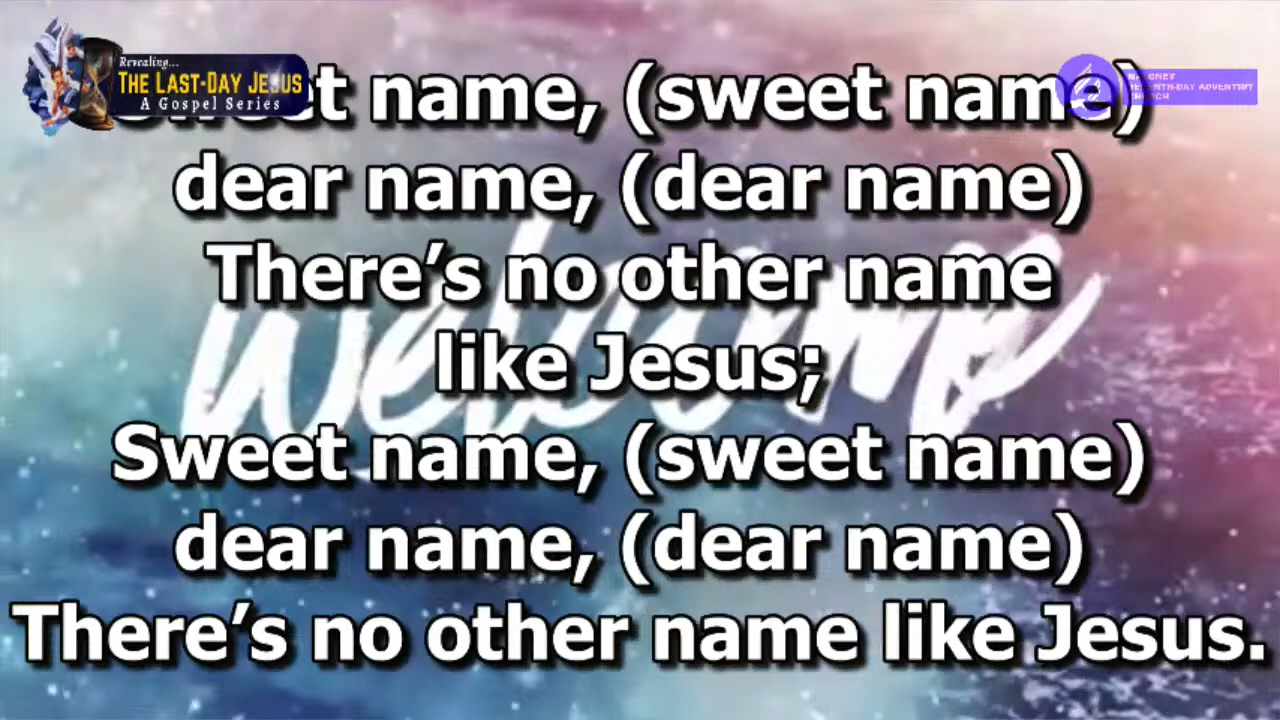 Revealing...
THE LAST-DAY JESUS
A Gospel Series
SEVENTH-DAY ADVENTIST
CHURCH
Sweet name, (sweet name)
dear name, (dear name)
There’s no other name
like Jesus;
Welcome
Sweet name, (sweet name)
dear name, (dear name)
There’s no other name like Jesus.